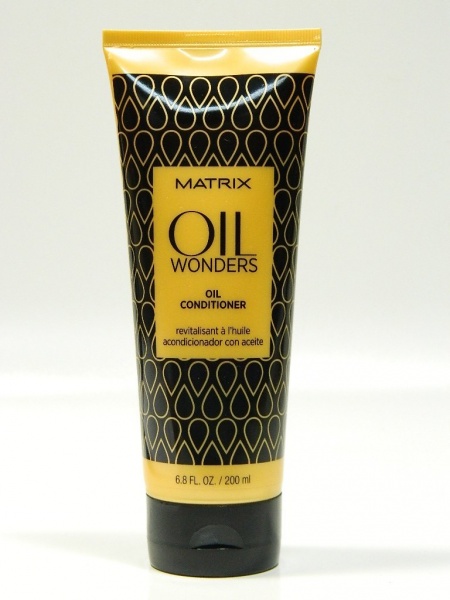 MATRIX
OIL
WONDERS
OIL
CONDITIONER
revitalisant à l'huile
acondicionador con aceite
6.8 FL. OZ. / 200 ml